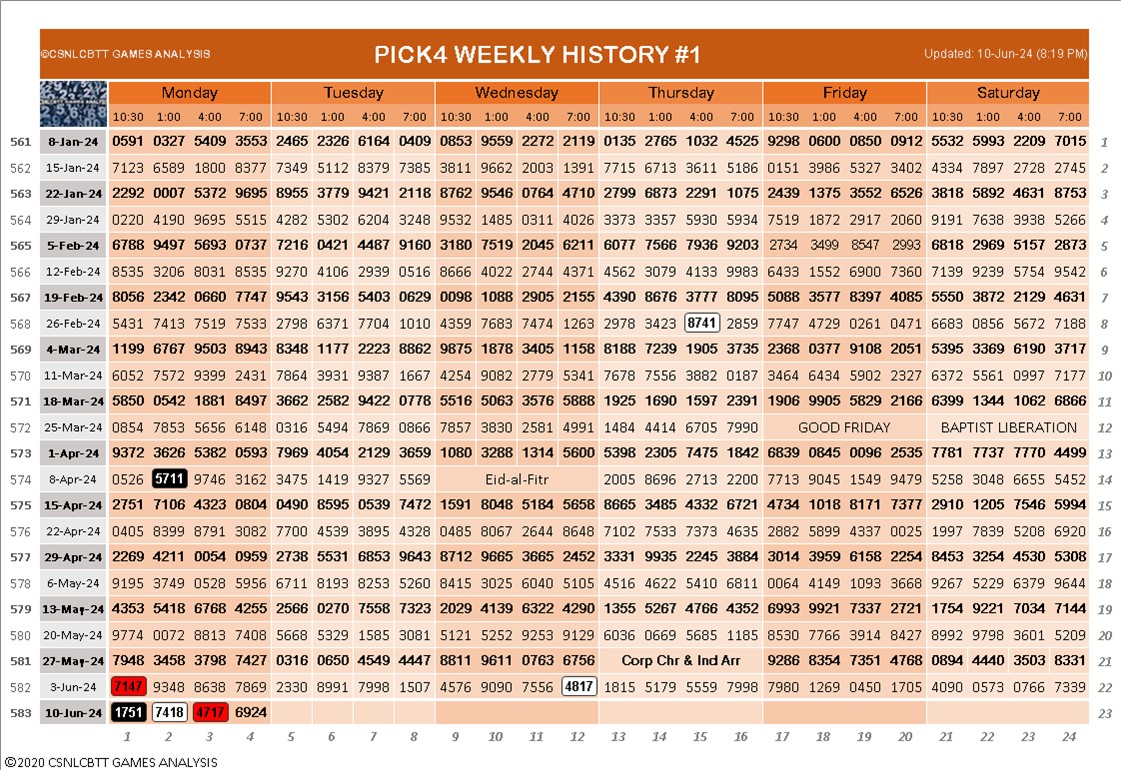 ©CSNLCBTT GAMES ANALYSIS PICK4 WEEKLY HISTORY #1 Updated: 10-Jun-24 (8:19 PM)
Monday Tuesday Wednesday Thursday Friday Saturday
10:30 1:00 4:00 7:00 10:30 1:00 4:00 7:00 10:30 1:00 4:00 7:00 10:30 1:00 4:00 7:00 10:30 1:00 4:00 7:00 10:30 1:00 4:00 7:00
561 8-Jan-24 0591 0327 5409 3553 2465 2326 6164 0409 0853 9559 2272 2119 0135 2765 1032 4525 9298 0600 0850 0912 5532 5993 2209 7015 1
562 15-Jan-24 7123 6589 1800 8377 7349 5112 8379 7385 3811 9662 2003 1391 7715 6713 3611 5186 0151 3986 5327 3402 4334 7897 2728 2745 2
563 22-Jan-24 2292 0007 5372 9695 8955 3779 9421 2118 8762 9546 0764 4710 2799 6873 2291 1075 2439 1375 3552 6526 3818 5892 4631 8753 3
564 29-Jan-24 0220 4190 9695 5515 4282 5302 6204 3248 9532 1485 0311 4026 3373 3357 5930 5934 7519 1872 2917 2060 9191 7638 3938 5266 4
565 5-Feb-24 6788 9497 5693 0737 7216 0421 4487 9160 3180 7519 2045 6211 6077 7566 7936 9203 2734 3499 8547 2993 6818 2969 5157 2873 5
566 12-Feb-24 8535 3206 8031 8535 9270 4106 2939 0516 8666 4022 2744 4371 4562 3079 4133 9983 6433 1552 6900 7360 7139 9239 5754 9542 6
567 19-Feb-24 8056 2342 0660 7747 9543 3156 5403 0629 0098 1088 2905 2155 4390 8676 3777 8095 5088 3577 8397 4085 5550 3872 2129 4631 7
568 26-Feb-24 5431 7413 7519 7533 2798 6371 7704 1010 4359 7683 7474 1263 2978 3423 8741 2859 7747 4729 0261 0471 6683 0856 5672 7188 8
569 4-Mar-24 1199 6767 9503 8943 8348 1177 2223 8862 9875 1878 3405 1158 8188 7239 1905 3735 2368 0377 9108 2051 5395 3369 6190 3717 9
570 11-Mar-24 6052 7572 9399 2431 7864 3931 9387 1667 4254 9082 2779 5341 7678 7556 3882 0187 3464 6434 5902 2327 6372 5561 0997 7177 10
571 18-Mar-24 5850 0542 1881 8497 3662 2582 9422 0778 5516 5063 3576 5888 1925 1690 1597 2391 1906 9905 5829 2166 6399 1344 1062 6866 11
572 25-Mar-24 0854 7853 5656 6148 0316 5494 7869 0866 7857 3830 2581 4991 1484 4414 6705 7990 GOOD FRIDAY BAPTIST LIBERATION 12
573 1-Apr-24 9372 3626 5382 0593 7969 4054 2129 3659 1080 3288 1314 5600 5398 2305 7475 1842 6839 0845 0096 2535 7781 7737 7770 4499 13
574 8-Apr-24 0526 5711 9746 3162 3475 1419 9327 5569 Eid-al-Fitr 2005 8696 2713 2200 7713 9045 1549 9479 5258 3048 6655 5452 14
575 15-Apr-24 2751 7106 4323 0804 0490 8595 0539 7472 1591 8048 5184 5658 8665 3485 4332 6721 4734 1018 8171 7377 2910 1205 7546 5994 15
576 22-Apr-24 0405 8399 8791 3082 7700 4539 3895 4328 0485 8067 2644 8648 7102 7533 7373 4635 2882 5899 4337 0025 1997 7839 5208 6920 16
577 29-Apr-24 2269 4211 0054 0959 2738 5531 6853 9643 8712 9665 3665 2452 3331 9935 2245 3884 3014 3959 6158 2254 8453 3254 4530 5308 17
578 6-May-24 9195 3749 0528 5956 6711 8193 8253 5260 8415 3025 6040 5105 4516 4622 5410 6811 0064 4149 1093 3668 9267 5229 6379 9644 18
579 13-May-24 4353 5418 6768 4255 2566 0270 7558 7323 2029 4139 6322 4290 1355 5267 4766 4352 6993 9921 7337 2721 1754 9221 7034 7144 19
580 20-May-24 9774 0072 8813 7408 5668 5329 1585 3081 5121 5252 9253 9129 6036 0669 5685 1185 8530 7766 3914 8427 8992 9798 3601 5209 20
581 27-May-24 7948 3458 3798 7427 0316 0650 4549 4447 8811 9611 0763 6756 Corp Chr & Ind Arr 9286 8354 7351 4768 0894 4440 3503 8331 21
582 3-Jun-24 7147 9348 8638 7869 2330 8991 7998 1507 4576 9090 7556 4817 1815 5179 5559 7998 7980 1269 0450 1705 4090 0573 0766 7339 22
583 10-Jun-24 1751 7418 4717 6924 23
1 2 3 4 5 6 7 8 9 10 11 12 13 14 15 16 17 18 19 20 21 22 23 24
©2020 CSNLCBTT GAMES ANALYSIS